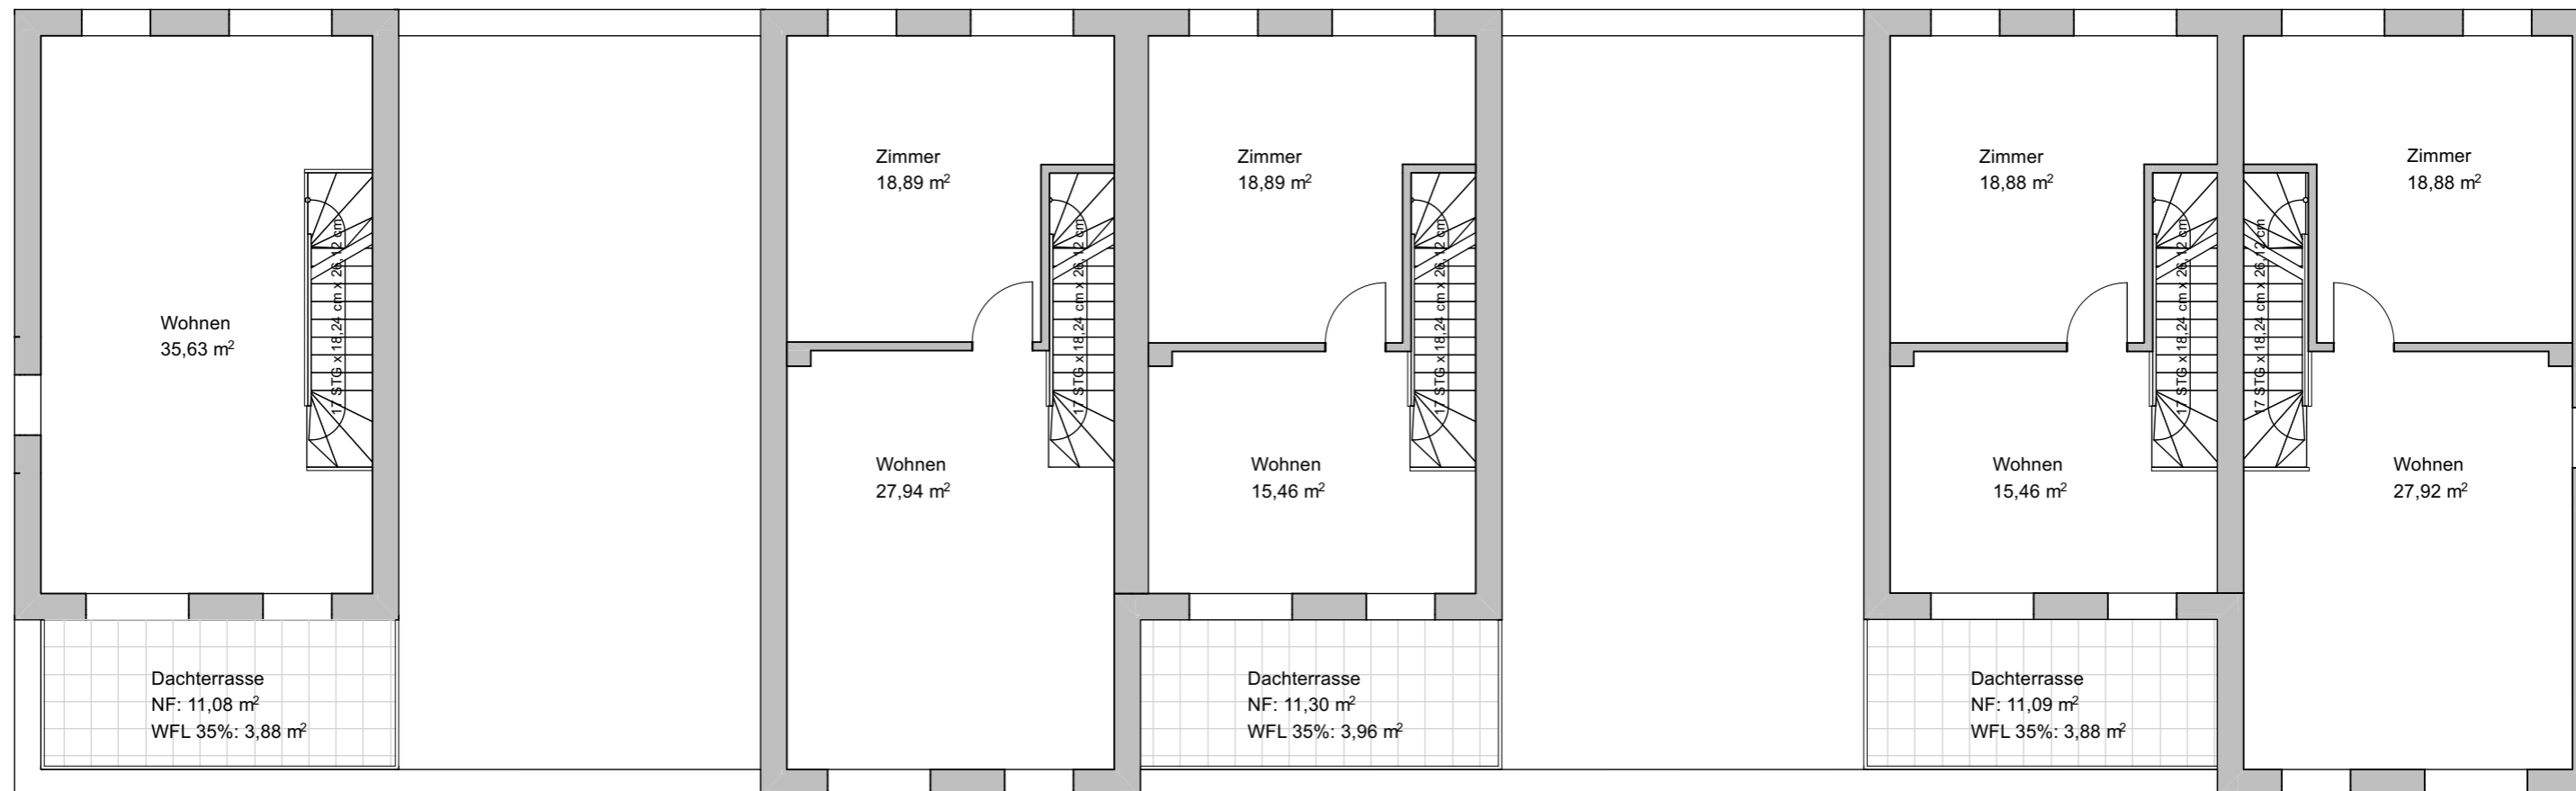 Wohnen
35,63 m²
17 STG x 18,24 cm x 26,12 cm
Dachterrasse
NF: 11,08 m²
WFL 35%: 3,88 m²
Zimmer
18,89 m²
17 STG x 18,24 cm x 26,12 cm
Wohnen
27,94 m²
Zimmer
18,89 m²
17 STG x 18,24 cm x 26,12 cm
Wohnen
15,46 m²
Dachterrasse
NF: 11,30 m²
WFL 35%: 3,96 m²
Zimmer
18,88 m²
17 STG x 18,24 cm x 26,12 cm
Wohnen
15,46 m²
Dachterrasse
NF: 11,09 m²
WFL 35%: 3,88 m²
Zimmer
18,88 m²
17 STG x 18,24 cm x 26,12 cm
Wohnen
27,92 m²